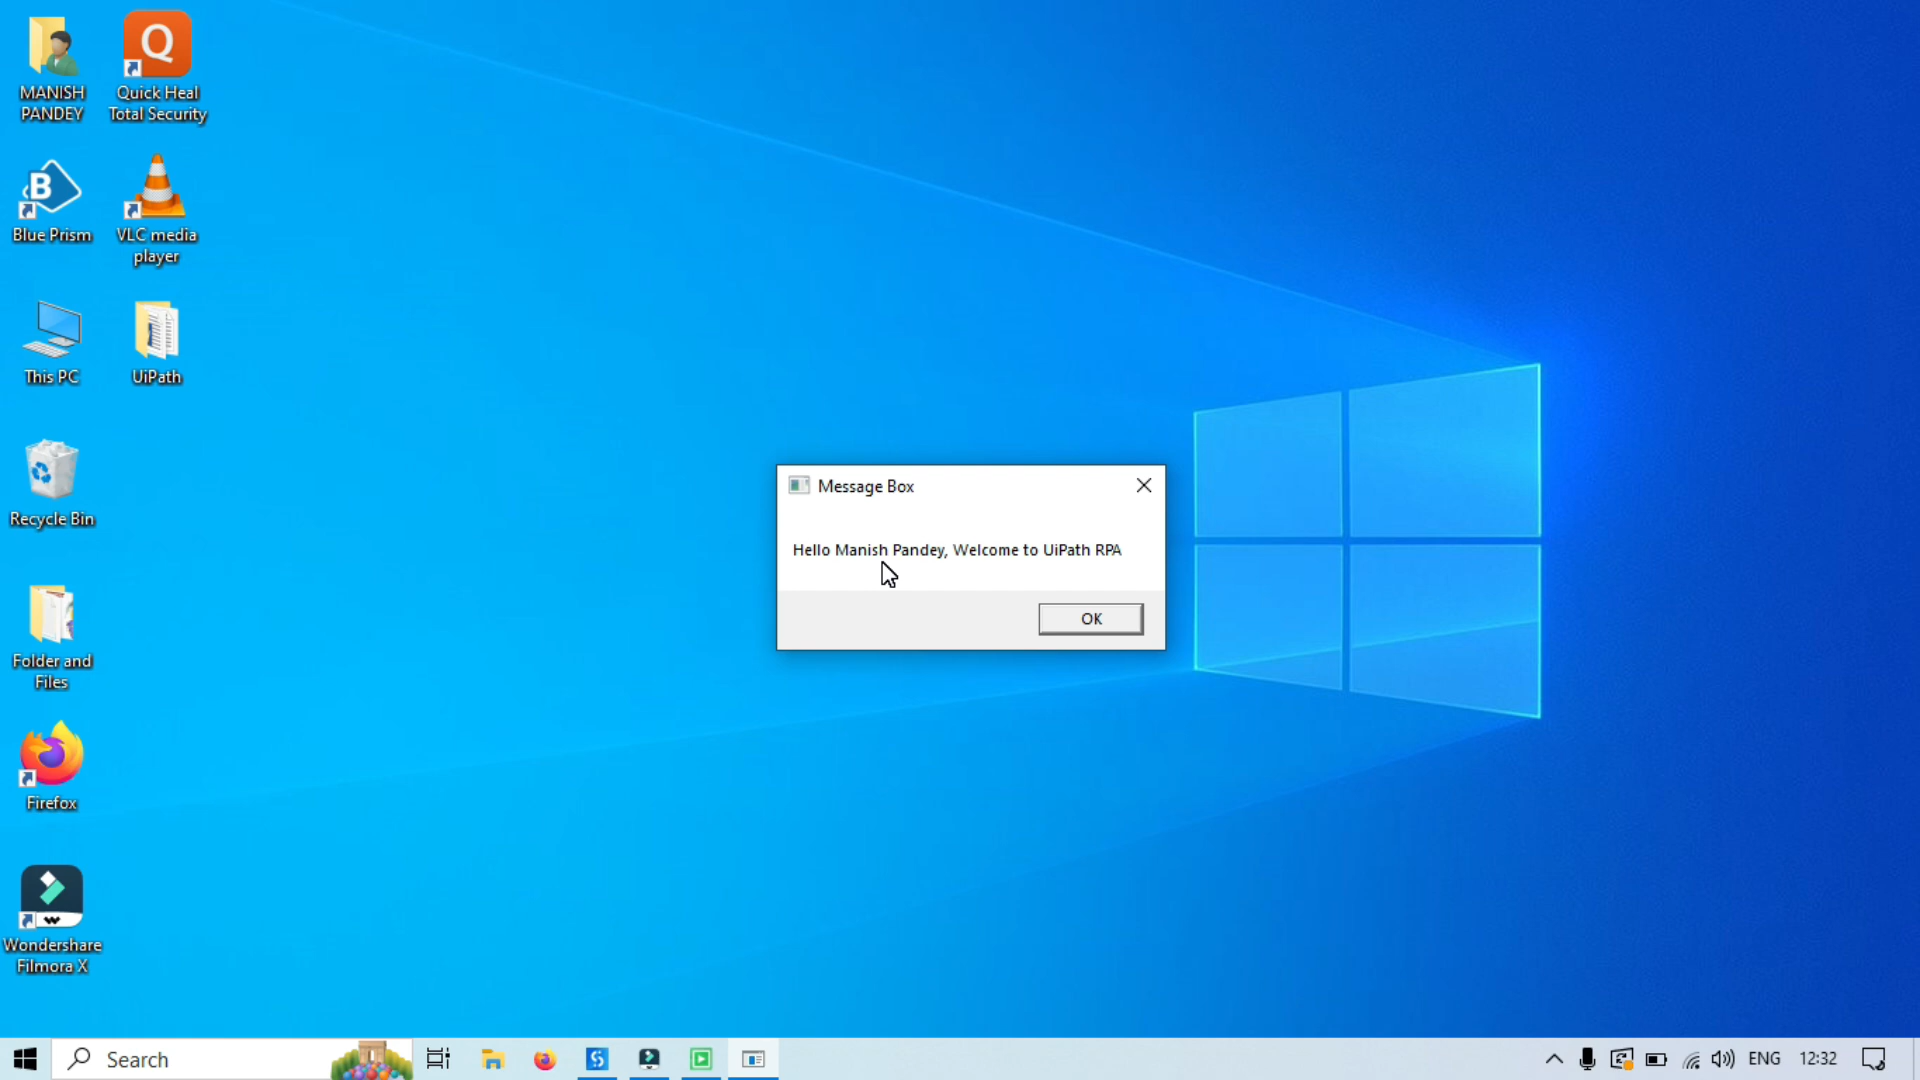 MANISH
PANDEY
Quick Heal
Total Security
Blue Prism
VLC media
player
This PC
UiPath
Recycle Bin
Folder and
Files
Firefox
Wondershare
Filmora X
Message Box
Hello Manish Pandey, Welcome to UiPath RPA
OK
Search
ENG
12:32